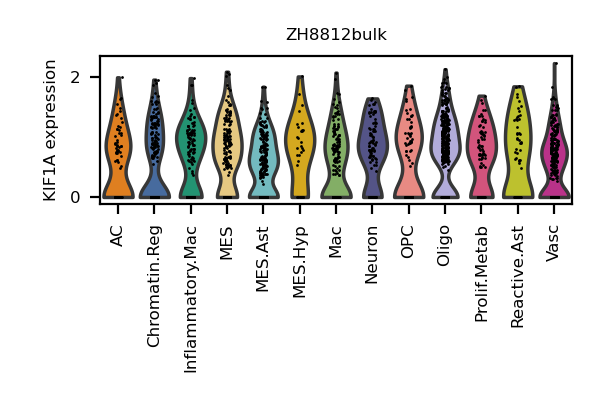 ZH8812bulk
KIF1A expression
2
0
AC
Chromatin.Reg
Inflammatory.Mac
MES
MES.Ast
MES.Hyp
Mac
Neuron
OPC
Oligo
Prolif.Metab
Reactive.Ast
Vasc